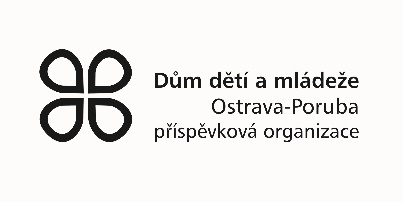 Dům dětí a mládeže
Ostrava-Poruba
příspěvková organizace